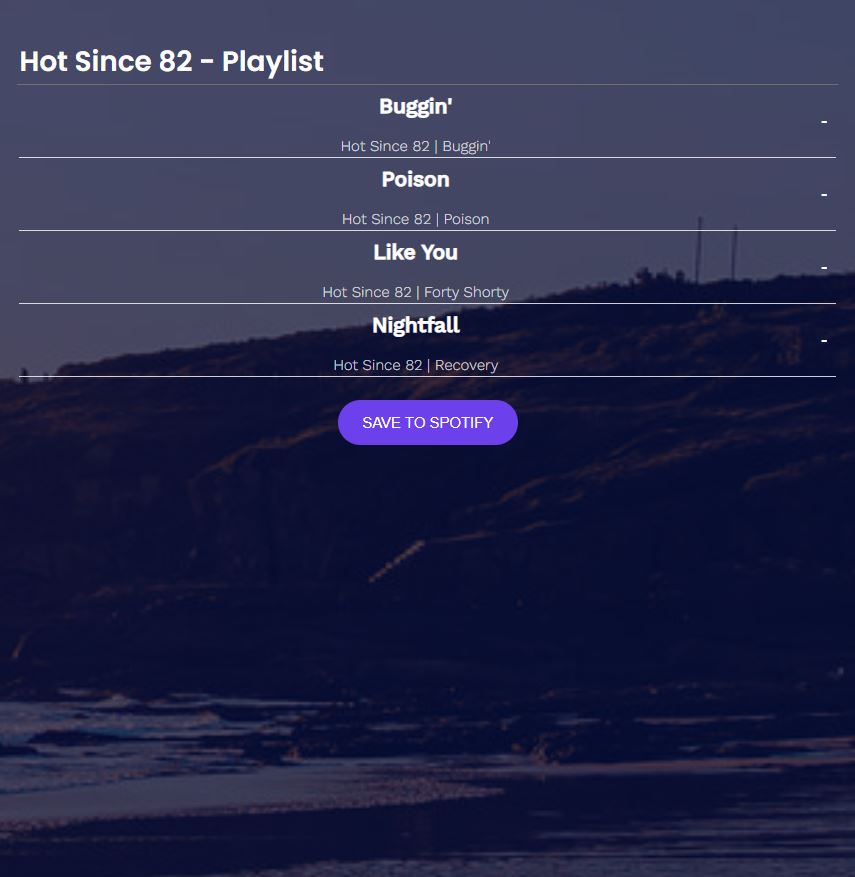 Hot Since 82 - Playlist
Buggin'
-
Hot Since 82 | Buggin'
Poison
-
Hot Since 82 | Poison
Like You
-
Hot Since 82 | Forty Shorty
Nightfall
-
Hot Since 82 | Recovery
SAVE TO SPOTIFY